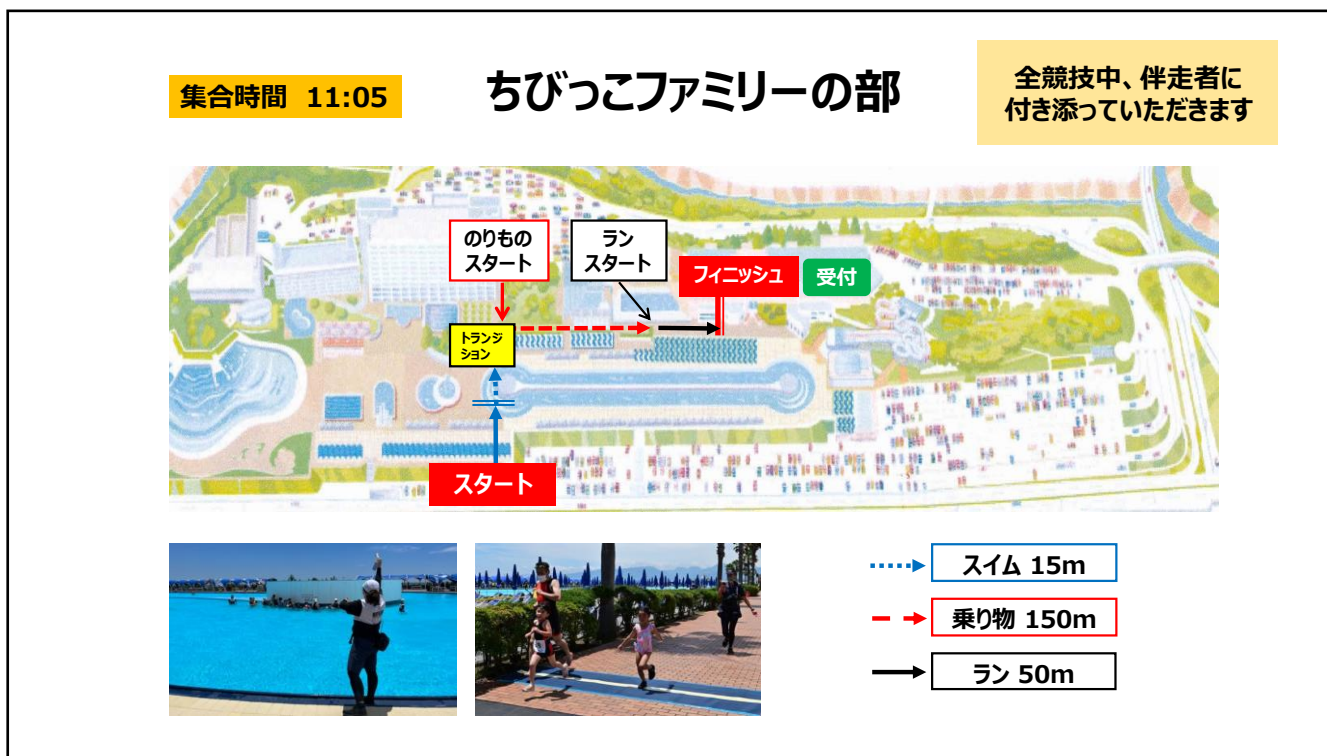 集合時間 11:05
ちびっこファミリーの部
全競技中、伴走者に
付き添っていただきます
のりもの
スタート
ラン
スタート
フィニッシュ
受付
トランジ
ション
スタート
スイム 15m
乗り物 150m
ラン 50m